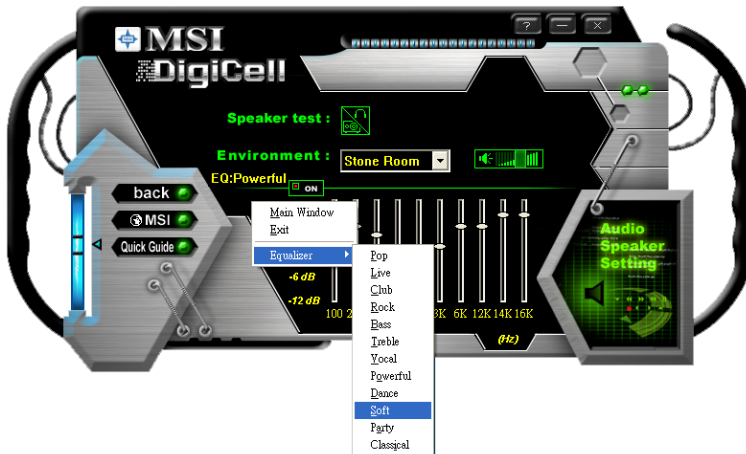 ? — X
MSI
DigiCell
Speaker test :
Environment : Stone Room
EQ:Powerful
ON
back
MSI
Quick Guide
Main Window
Exit
Equalizer
Pop
Live
Club
Rock
Bass
Treble
Vocal
Powerful
Dance
Soft
Party
Classical
-6 dB
-12 dB
100 2 3K 6K 12K 14K 16K
(Hz)
Audio
Speaker
Setting